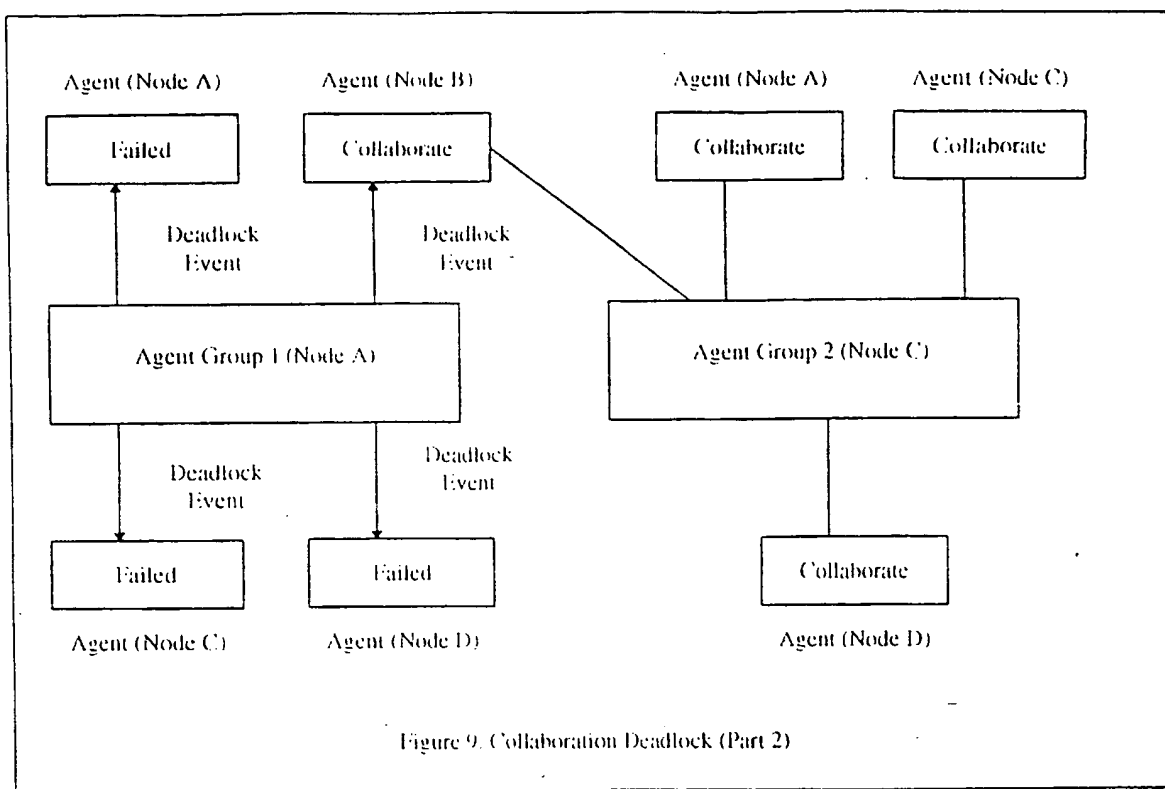 Agent (Node A)
Agent (Node B)
Agent (Node A)
Agent (Node C)
Failed
Collaborate
Collaborate
Collaborate
Deadlock
Event
Deadlock
Event
Agent Group 1 (Node A)
Agent Group 2 (Node C)
Deadlock
Event
Deadlock
Event
Failed
Failed
Collaborate
Agent (Node C)
Agent (Node D)
Agent (Node D)
Figure 9. Collaboration Deadlock (Part 2)